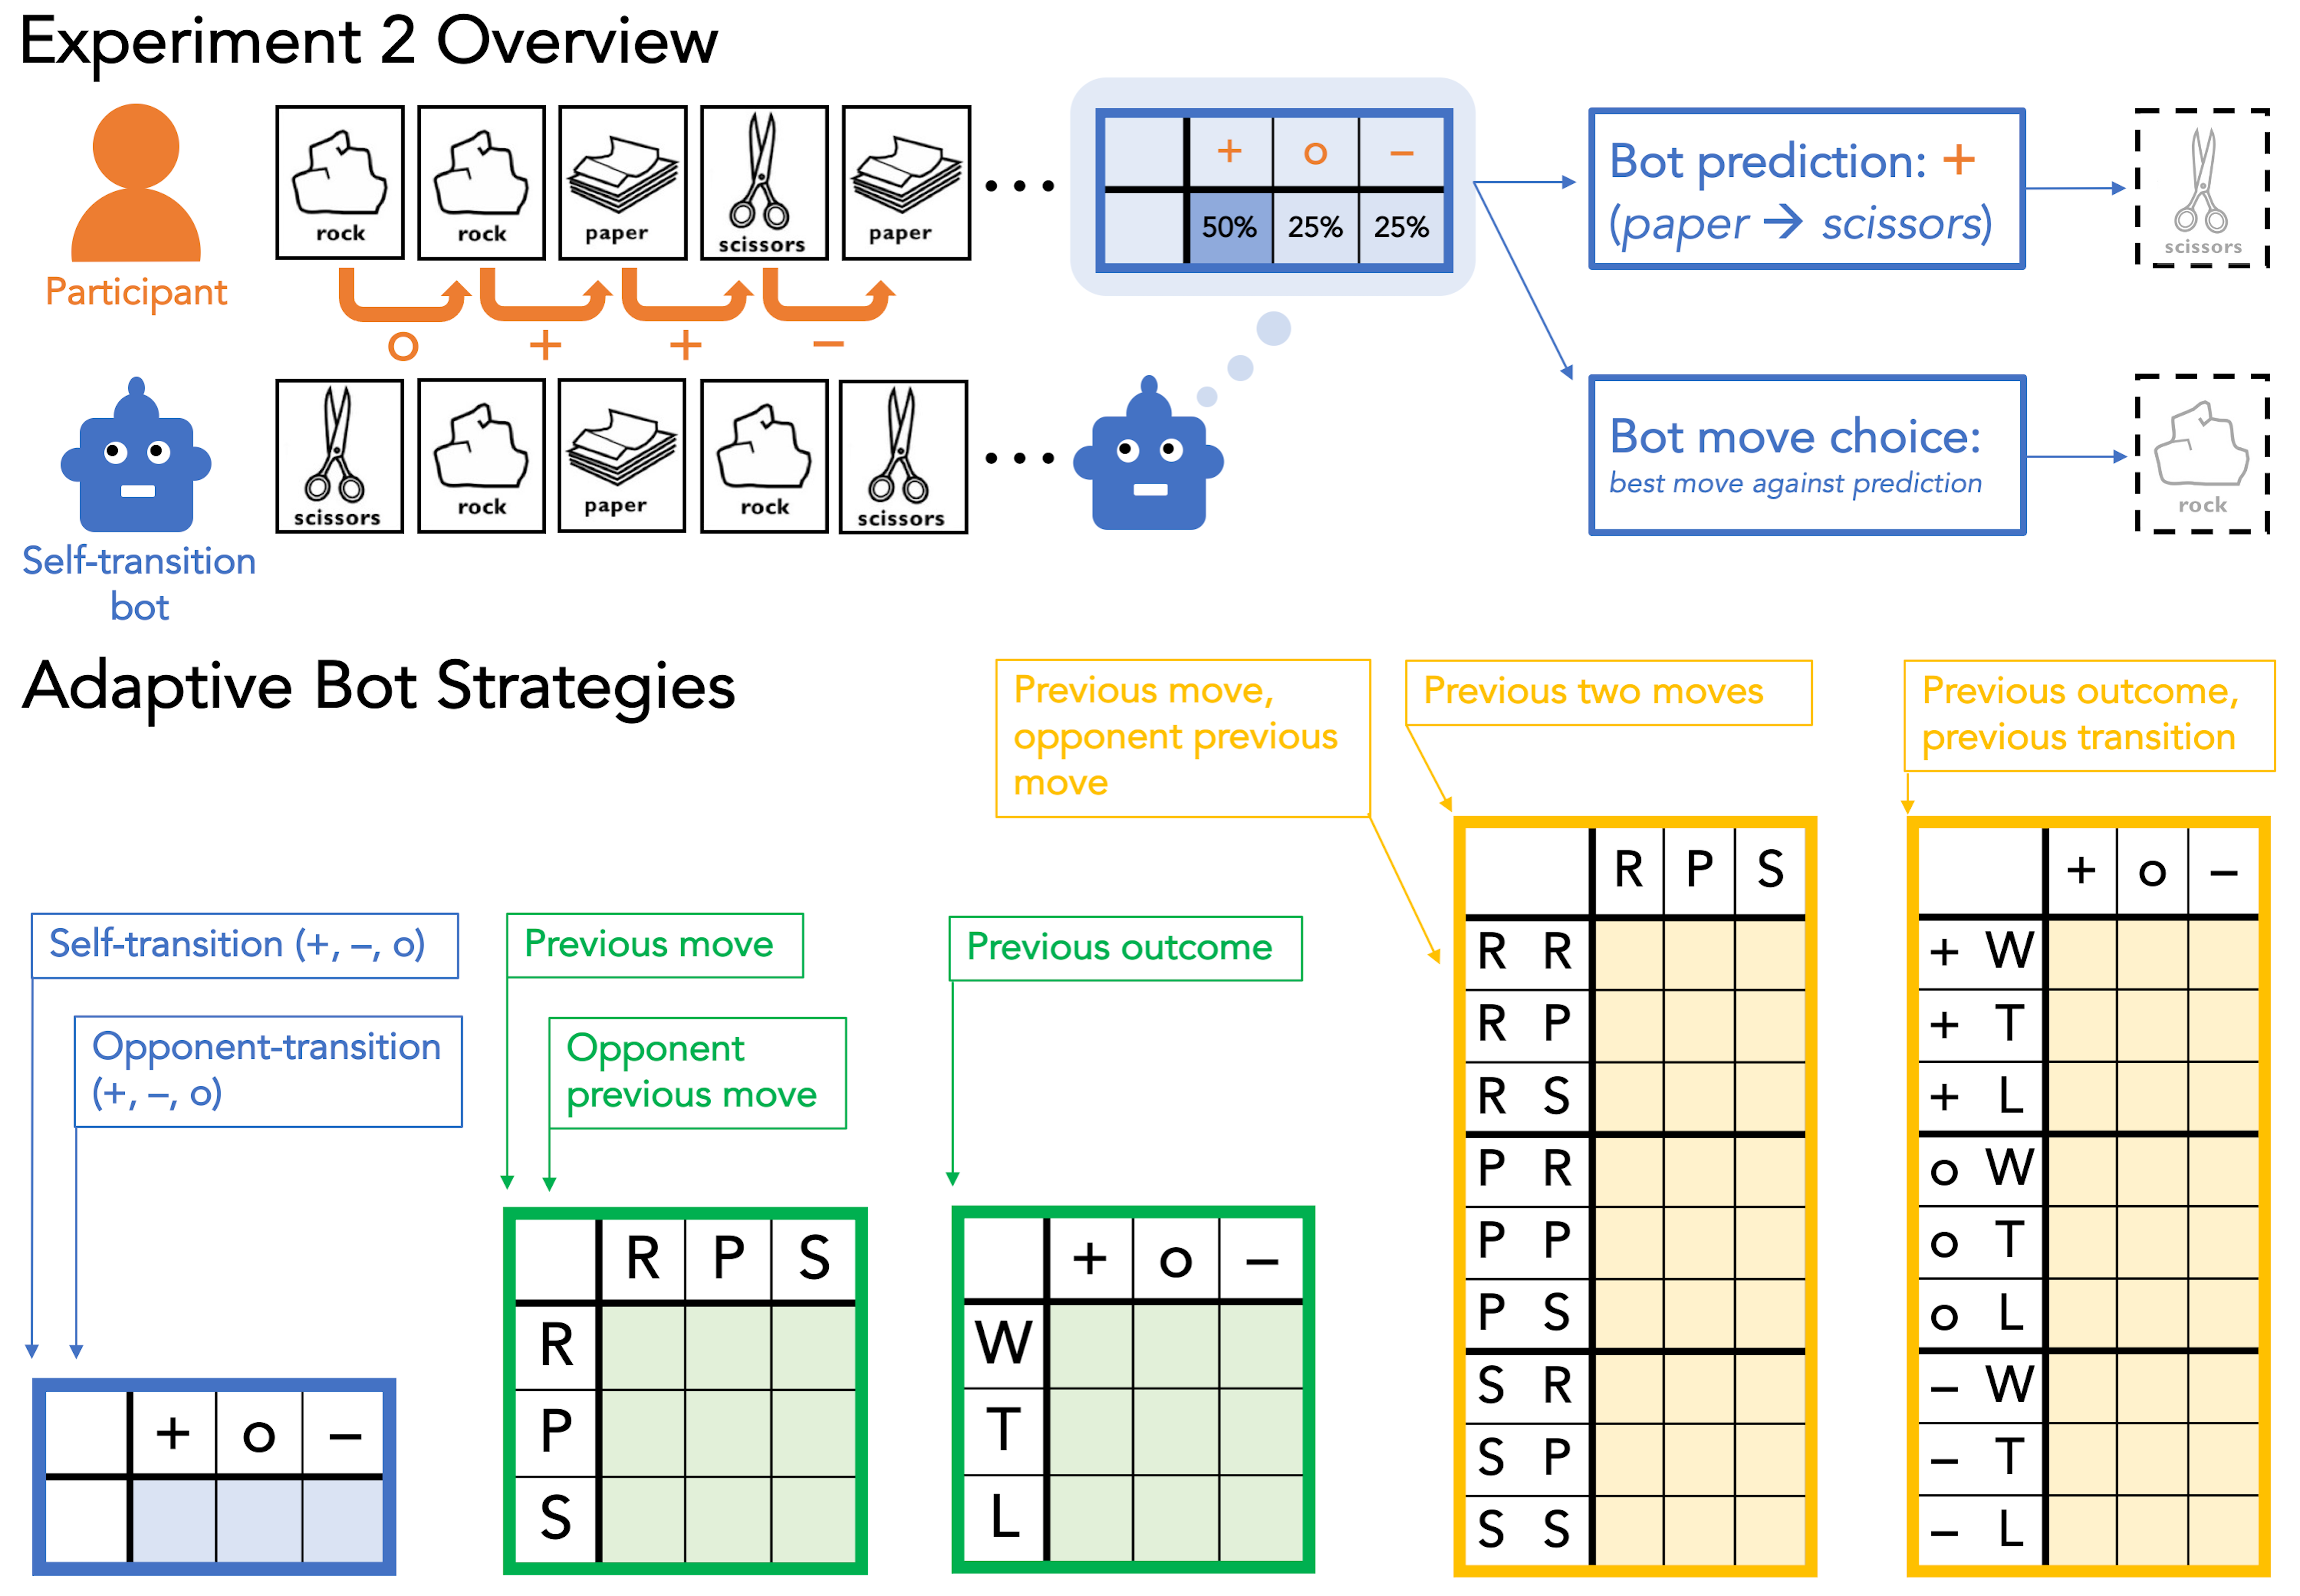 Experiment 2 Overview
rock
rock
paper
scissors
paper
•••
+ o –
50% 25% 25%
Bot prediction: +
(paper → scissors)
scissors
Participant
o + + –
scissors
rock
paper
rock
scissors
•••
Bot move choice:
best move against prediction
rock
Self-transition
bot
Adaptive Bot Strategies
Self-transition (+, –, o)
Opponent-transition
(+, –, o)
+ o –
Previous move
Opponent
previous move
R P S
R
P
S
Previous outcome
+ o –
W
T
L
Previous move,
opponent previous
move
Previous two moves
R P S
R R
R P
R S
P R
P P
P S
S R
S P
S S
Previous outcome,
previous transition
+ o –
+ W
+ T
+ L
o W
o T
o L
– W
– T
– L